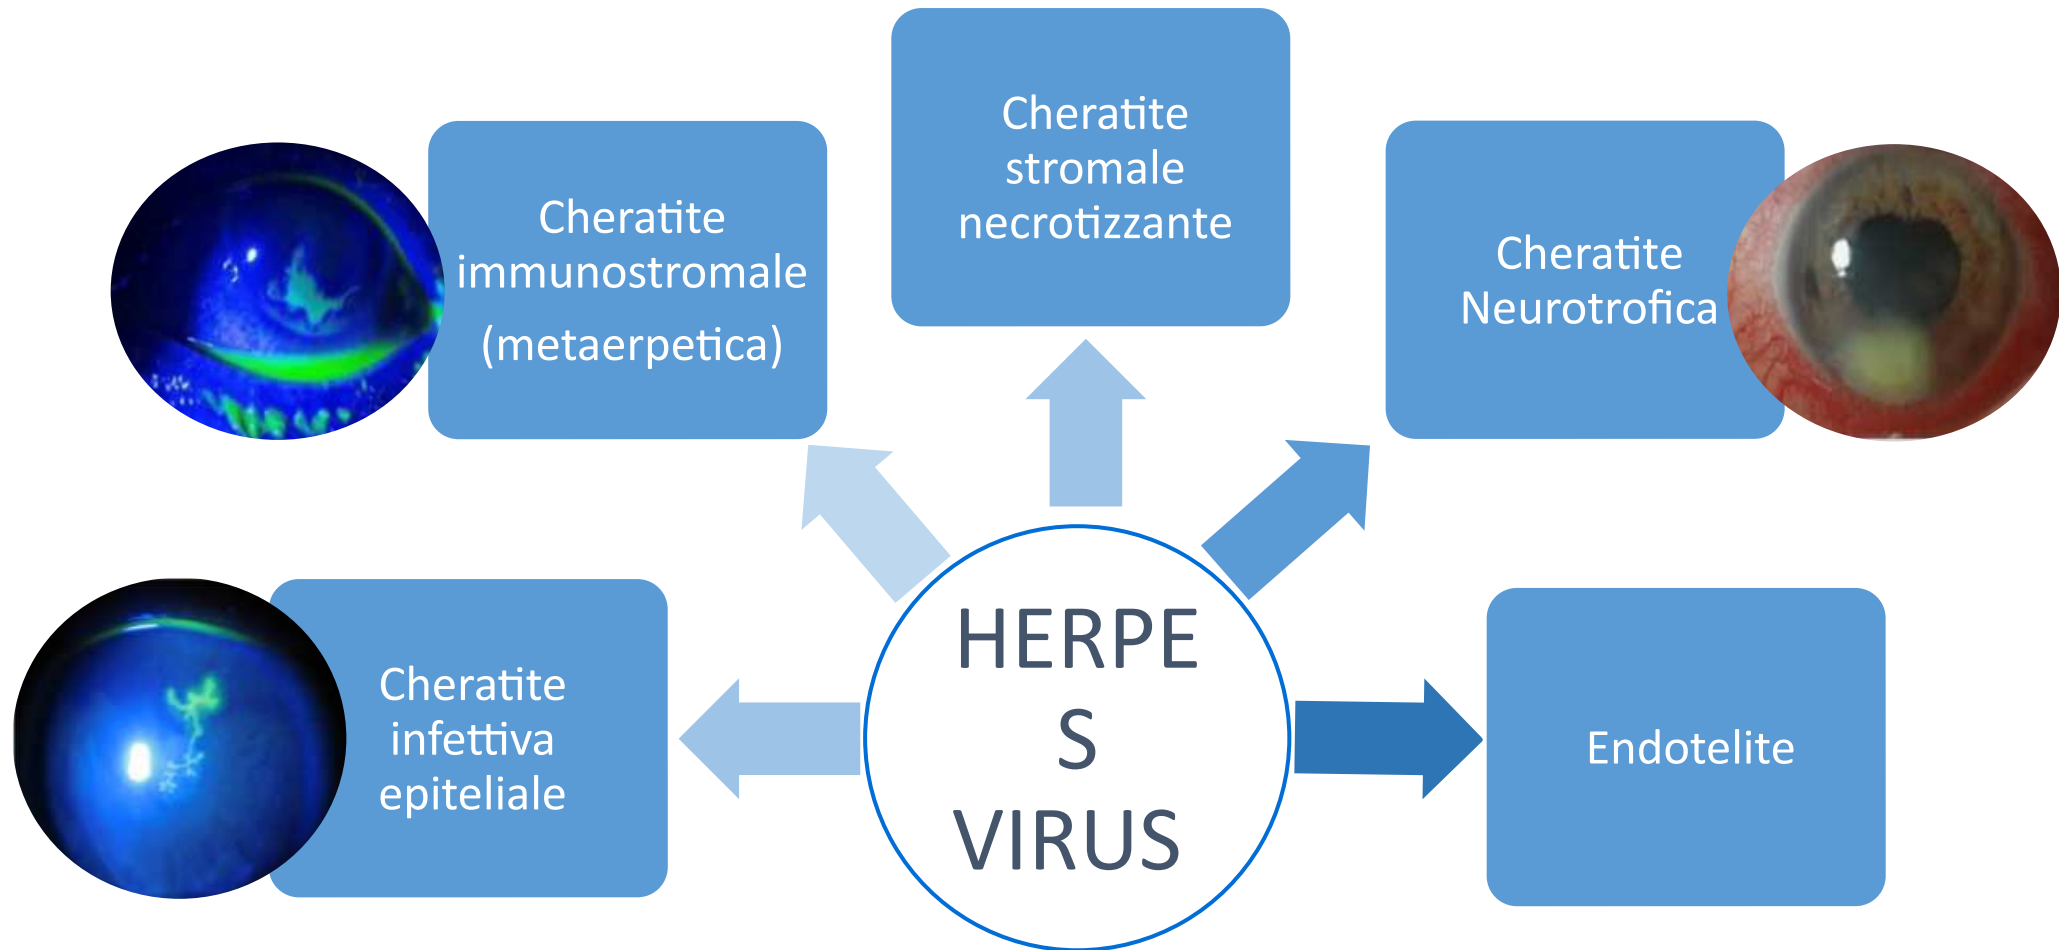 Cheratite
stromale
necrotizzante
Cheratite
immunostromale
(metaerpetica)
Cheratite
Neurotrofica
Cheratite
infettiva
epiteliale
HERPE
S
VIRUS
Endotelite